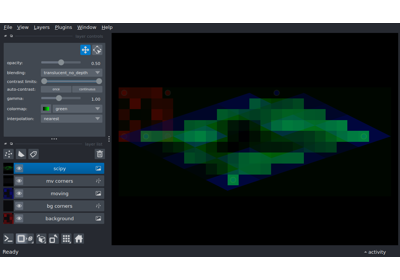 File View Layers Plugins Window Help
opacity: 0.50
blending: translucent_no_depth
contrast limits:
auto-contrast: once continuous
gamma: 1.00
colormap: green
interpolation: nearest
scipy
mv corners
moving
bg corners
background
Ready
activity